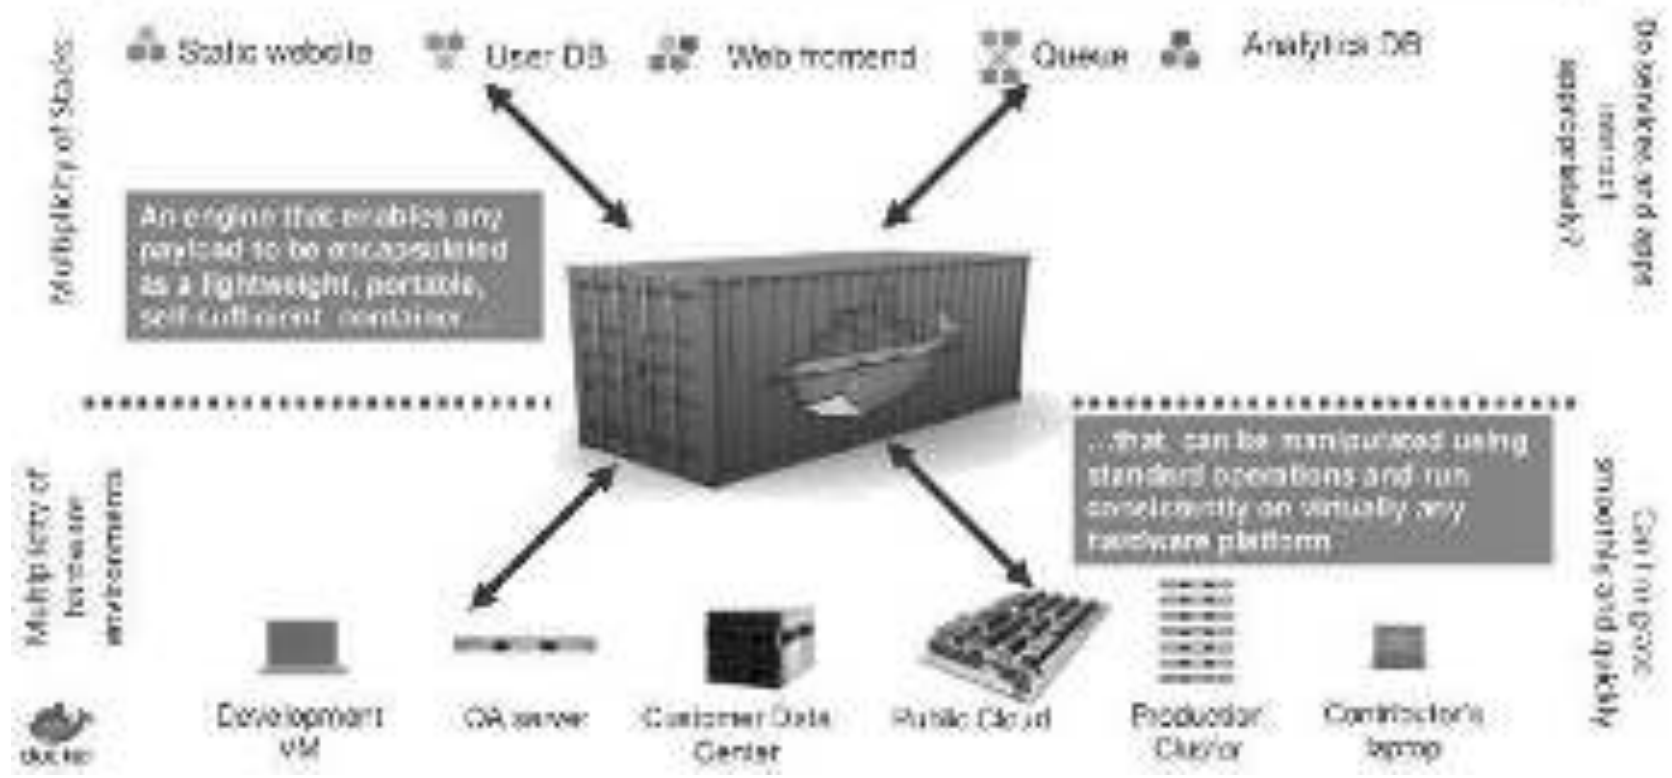 Static website
User DB
Web frontend
Queue
Analytics DB
Multiplicity of Stacks
Do services and apps
interact
appropriately?
An engine that enables any
payload to be encapsulated
as a lightweight, portable,
self-sufficient container...
...that can be manipulated using
standard operations and run
consistently on virtually any
hardware platform
Multiplicity of
hardware
environments
Can I migrate
smoothly and quickly
Development
VM
QA server
Customer Data
Center
Public Cloud
Production
Cluster
Contributor's
laptop
docker